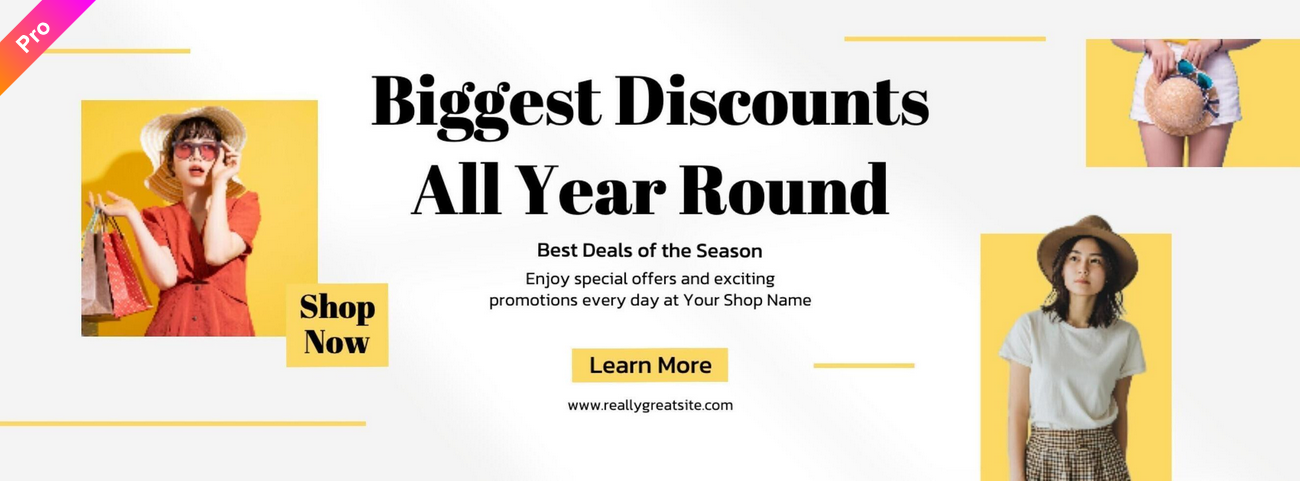 Pro
Biggest Discounts
All Year Round
Best Deals of the Season
Enjoy special offers and exciting
promotions every day at Your Shop Name
Shop
Now
Learn More
www.reallygreatsite.com